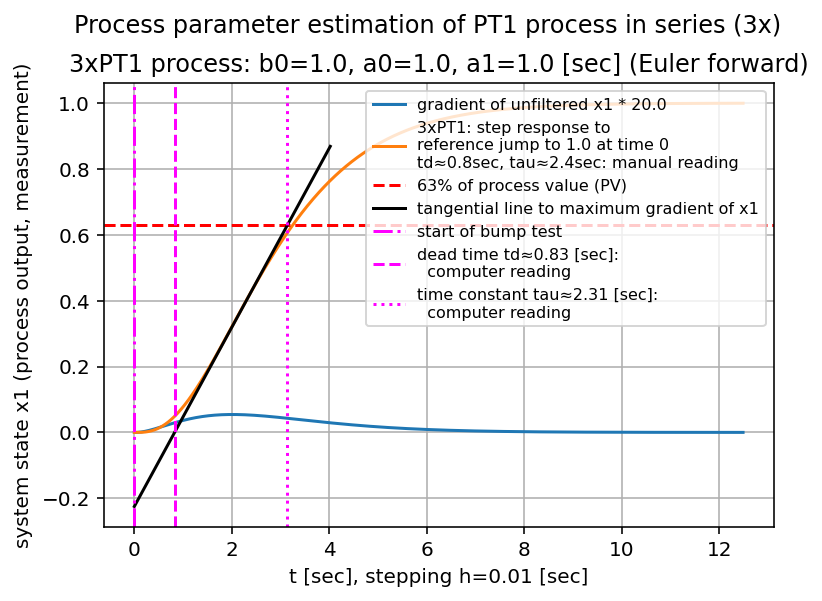 Process parameter estimation of PT1 process in series (3x)
3xPT1 process: b0=1.0, a0=1.0, a1=1.0 [sec] (Euler forward)
system state x1 (process output, measurement)
1.0
0.8
0.6
0.4
0.2
0.0
−0.2
gradient of unfiltered x1 * 20.0
3xPT1: step response to
reference jump to 1.0 at time 0
td≈0.8sec, tau≈2.4sec: manual reading
63% of process value (PV)
tangential line to maximum gradient of x1
start of bump test
dead time td≈0.83 [sec]:
computer reading
time constant tau≈2.31 [sec]:
computer reading
0 2 4 6 8 10 12
t [sec], stepping h=0.01 [sec]